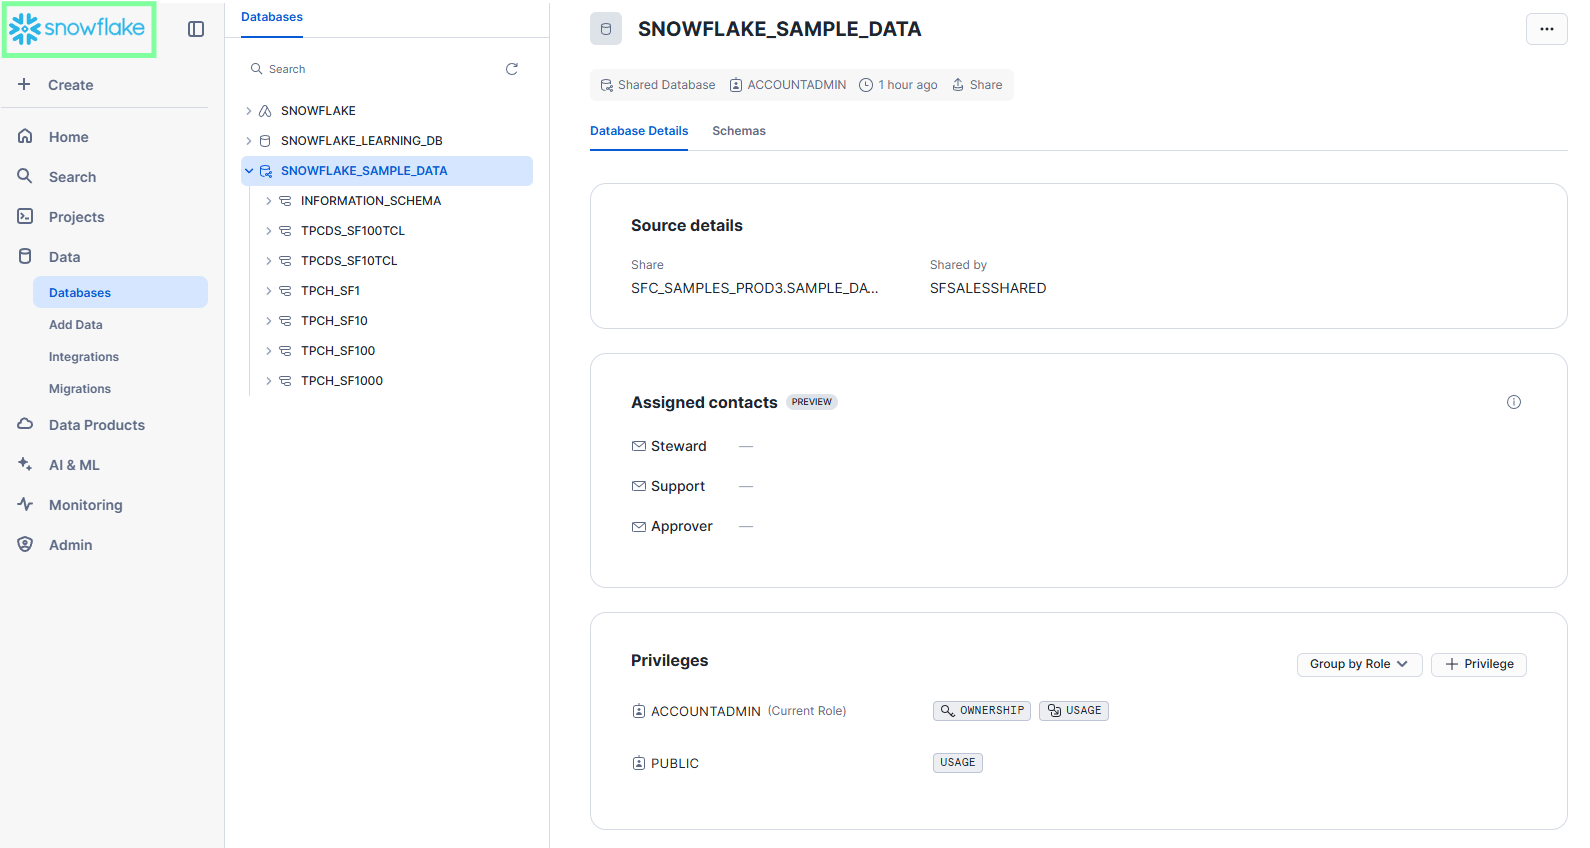 snowflake
Create
Home
Search
Projects
Data
Databases
Add Data
Integrations
Migrations
Data Products
AI & ML
Monitoring
Admin
Databases
Search
SNOWFLAKE
SNOWFLAKE_LEARNING_DB
SNOWFLAKE_SAMPLE_DATA
INFORMATION_SCHEMA
TPCDS_SF100TCL
TPCDS_SF10TCL
TPCH_SF1
TPCH_SF10
TPCH_SF100
TPCH_SF1000
SNOWFLAKE_SAMPLE_DATA
Shared Database ACCOUNTADMIN 1 hour ago Share
Database Details Schemas
Source details
Share Shared by
SFC_SAMPLES_PROD3.SAMPLE_DA... SFSALESSHARED
Assigned contacts PREVIEW
Steward —
Support —
Approver —
Privileges Group by Role + Privilege
ACCOUNTADMIN (Current Role) OWNERSHIP USAGE
PUBLIC USAGE